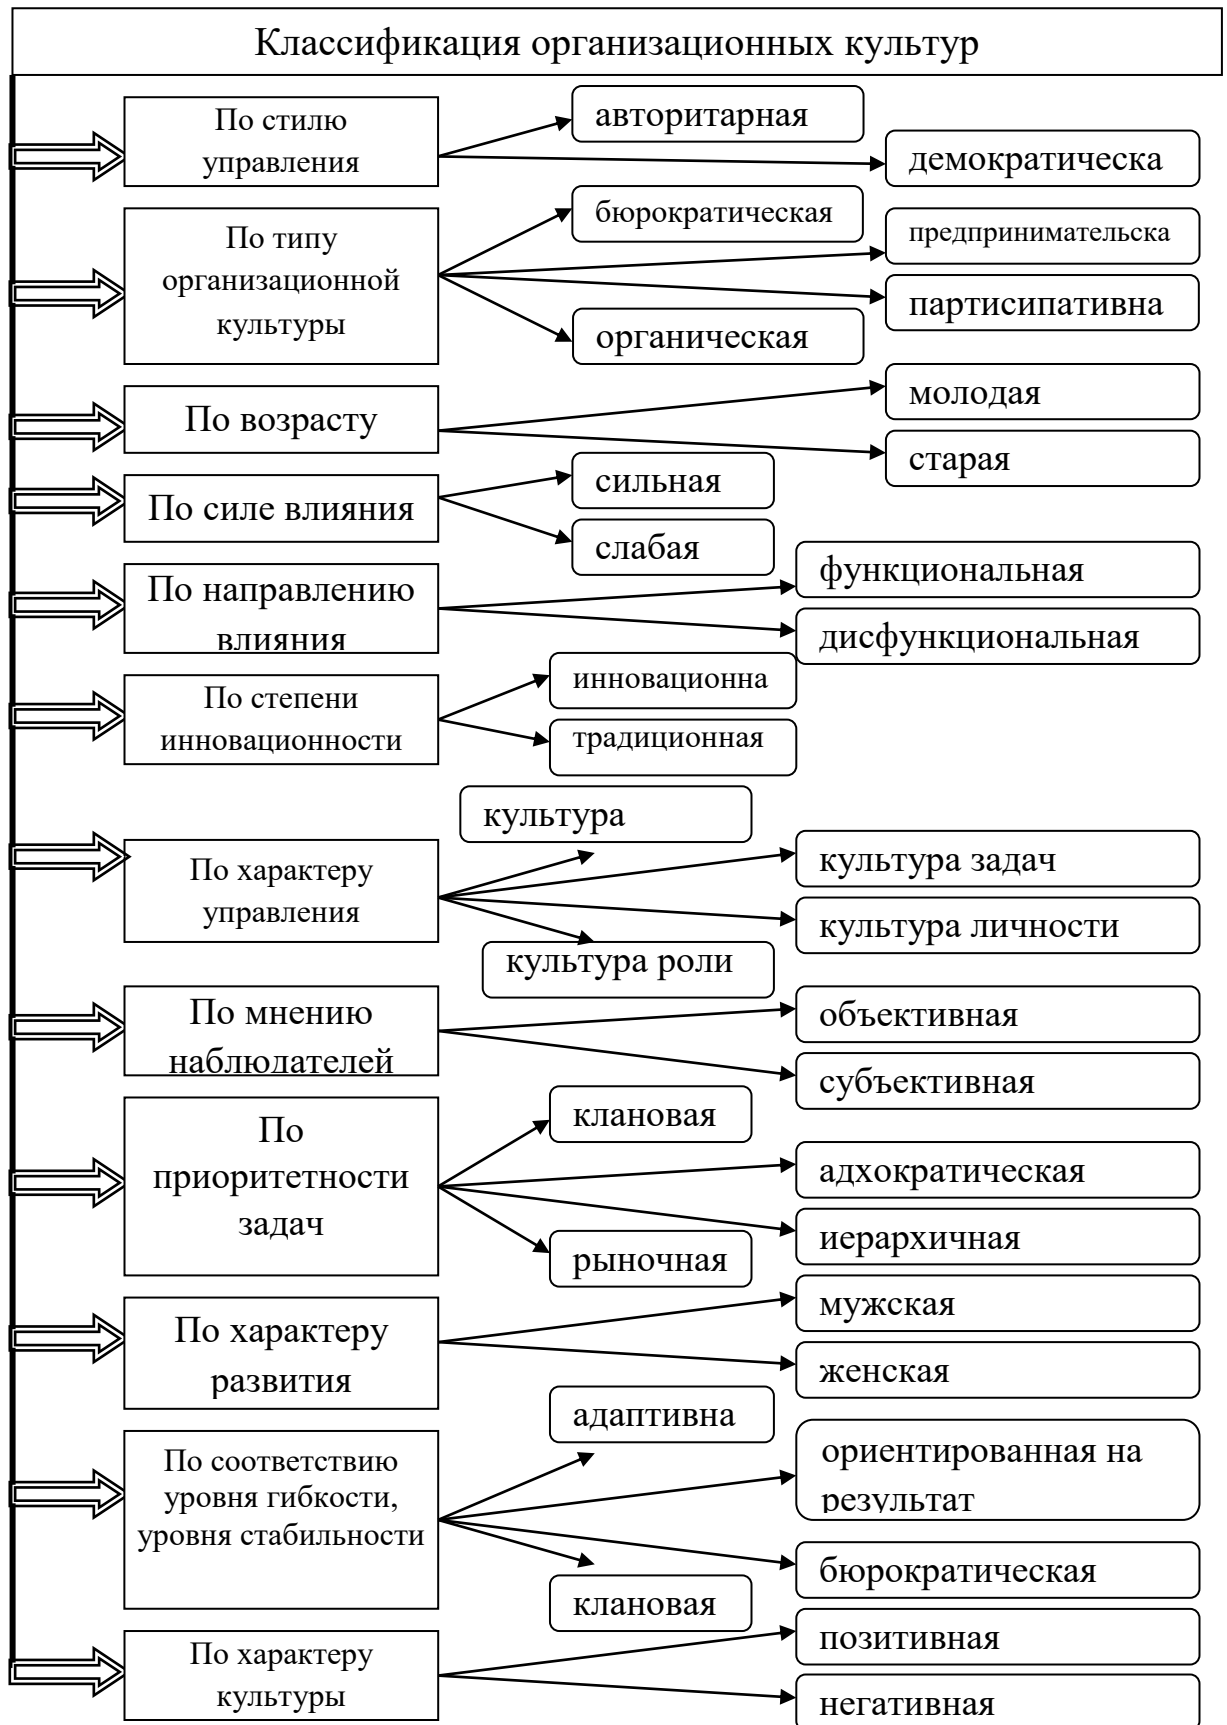 Классификация организационных культур
По стилю
управления
авторитарная
демократическа
По типу
организационной
культуры
бюрократическая
предпринимательска
партисипативна
органическая
По возрасту
молодая
старая
По силе влияния
сильная
слабая
По направлению
влияния
функциональная
дисфункциональная
По степени
инновационности
инновационна
традиционная
По характеру
управления
культура
культура задач
культура личности
культура роли
По мнению
наблюдателей
объективная
субъективная
По
приоритетности
задач
клановая
адхократическая
иерархичная
рыночная
По характеру
развития
мужская
женская
По соответствию
уровня гибкости,
уровня стабильности
адаптивна
ориентированная на
результат
бюрократическая
клановая
По характеру
культуры
позитивная
негативная